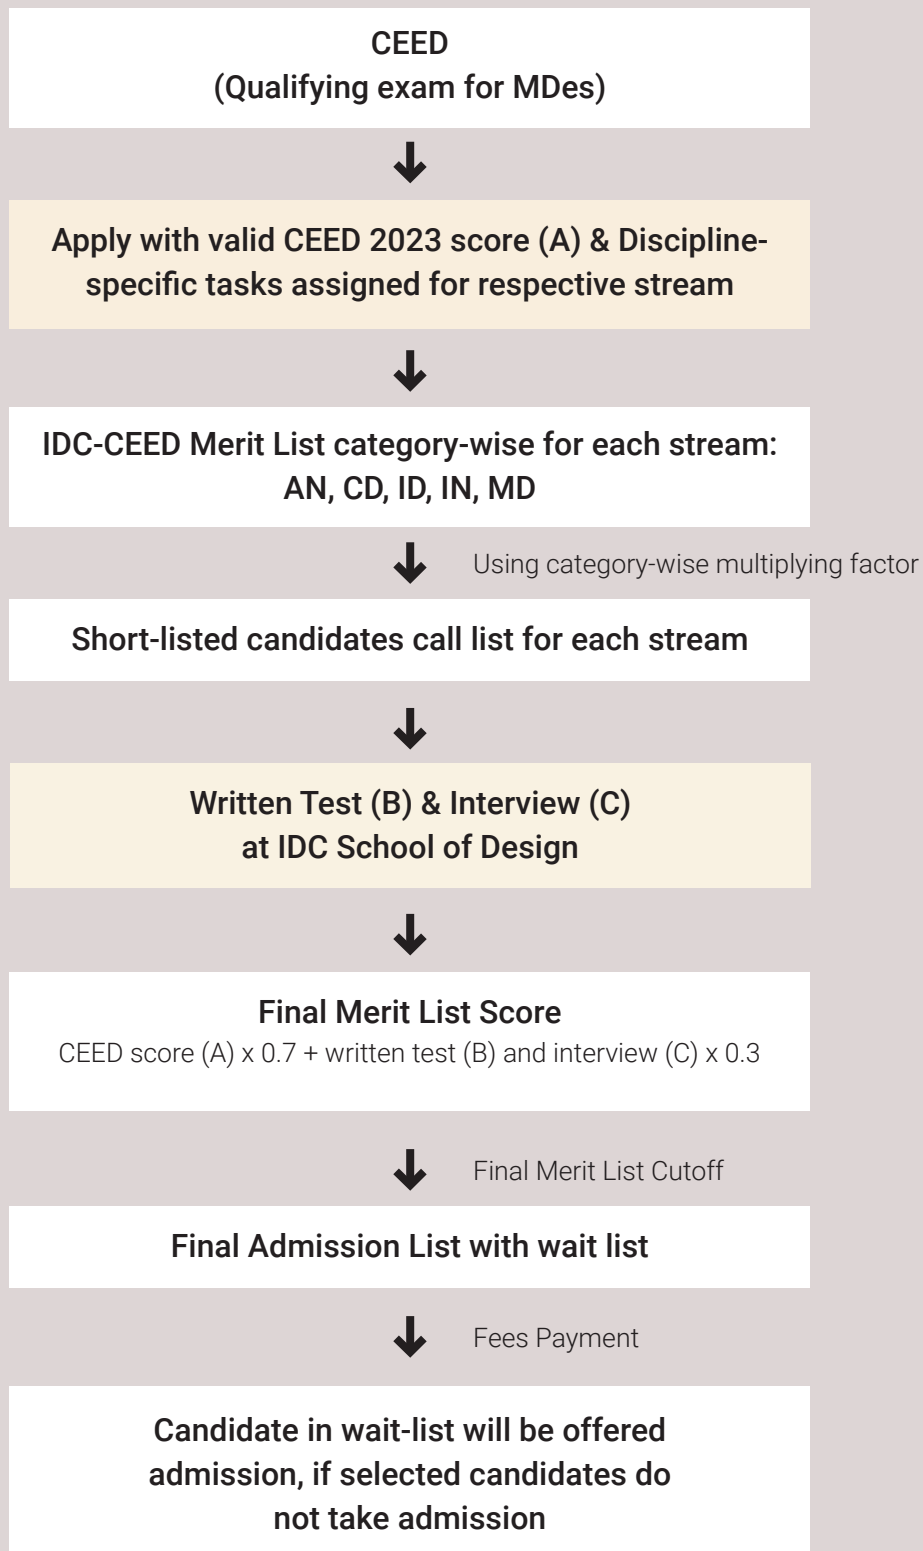 CEED
(Qualifying exam for MDes)
Apply with valid CEED 2023 score (A) & Discipline-
specific tasks assigned for respective stream
IDC-CEED Merit List category-wise for each stream:
AN, CD, ID, IN, MD
Using category-wise multiplying factor
Short-listed candidates call list for each stream
Written Test (B) & Interview (C)
at IDC School of Design
Final Merit List Score
CEED score (A) x 0.7 + written test (B) and interview (C) x 0.3
Final Merit List Cutoff
Final Admission List with wait list
Fees Payment
Candidate in wait-list will be offered
admission, if selected candidates do
not take admission